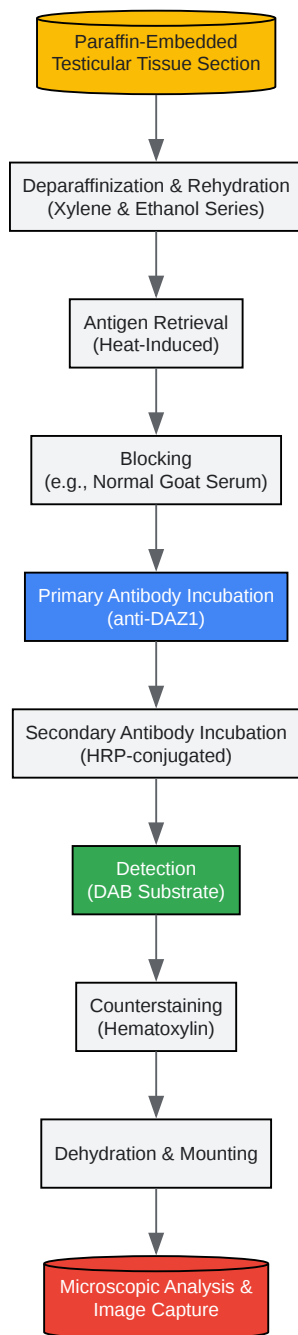 Paraffin-Embedded
Testicular Tissue Section
Deparaffinization & Rehydration
(Xylene & Ethanol Series)
Antigen Retrieval
(Heat-Induced)
Blocking
(e.g., Normal Goat Serum)
Primary Antibody Incubation
(anti-DAZ1)
Secondary Antibody Incubation
(HRP-conjugated)
Detection
(DAB Substrate)
Counterstaining
(Hematoxylin)
Dehydration & Mounting
Microscopic Analysis &
Image Capture